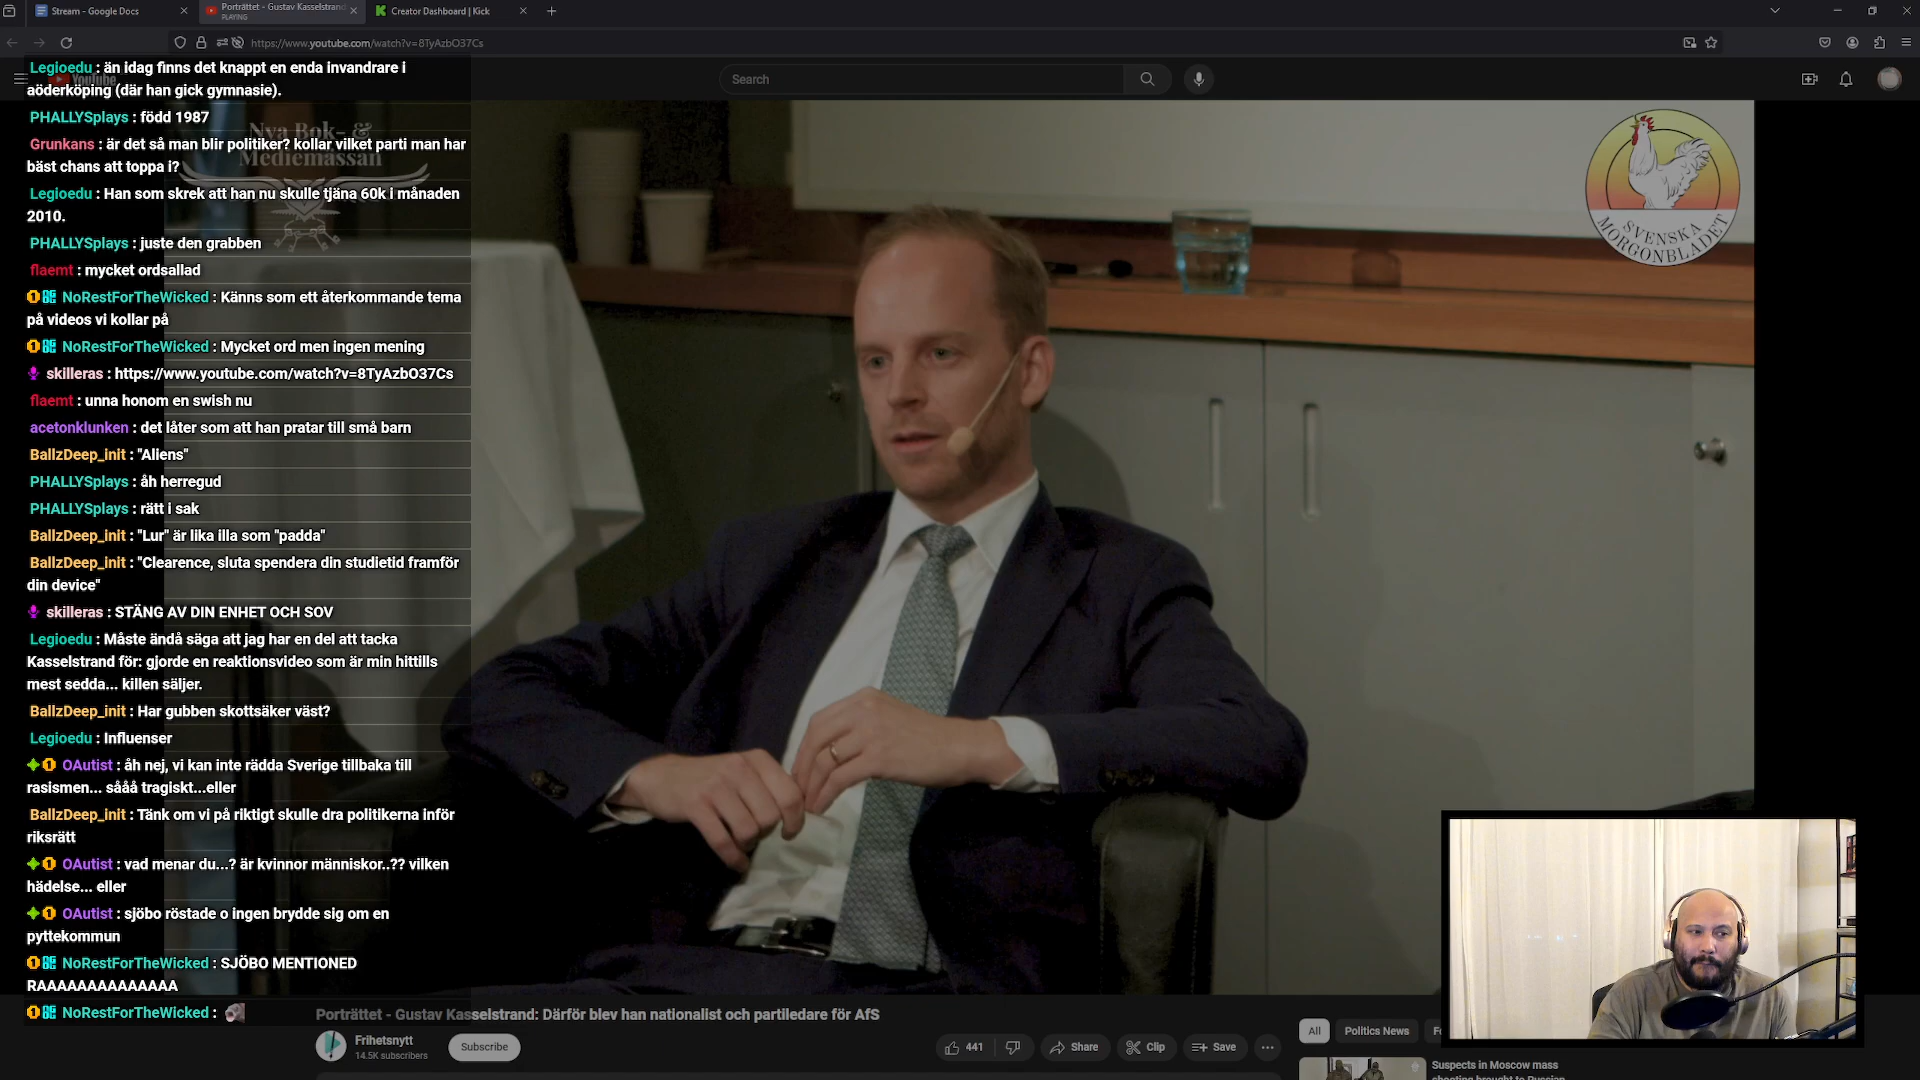 Stream - Google Docs
Porträttet - Gustav Kasselstrand:
PLAYING
Creator Dashboard | Kick
https://www.youtube.com/watch?v=8TyAzbO37Cs
YouTube
Search
Legioedu : än idag finns det knappt en enda invandrare i
aöderköping (där han gick gymnasie).
PHALLYSplays : född 1987
Grunkans : är det så man blir politiker? kollar vilket parti man har
bäst chans att toppa i?
Legioedu : Han som skrek att han nu skulle tjäna 60k i månaden
2010.
PHALLYSplays : juste den grabben
flaemt : mycket ordsallad
NoRestForTheWicked : Känns som ett återkommande tema
på videos vi kollar på
NoRestForTheWicked : Mycket ord men ingen mening
skilleras : https://www.youtube.com/watch?v=8TyAzbO37Cs
flaemt : unna honom en swish nu
acetonklunken : det låter som att han pratar till små barn
BallzDeep_init : "Aliens"
PHALLYSplays : åh herregud
PHALLYSplays : rätt i sak
BallzDeep_init : "Lur" är lika illa som "padda"
BallzDeep_init : "Clearence, sluta spendera din studietid framför
din device"
skilleras : STÄNG AV DIN ENHET OCH SOV
Legioedu : Måste ändå säga att jag har en del att tacka
Kasselstrand för: gjorde en reaktionsvideo som är min hittills
mest sedda... killen säljer.
BallzDeep_init : Har gubben skottsäker väst?
Legioedu : Influenser
OAutist : åh nej, vi kan inte rädda Sverige tillbaka till
rasismen... sååå tragiskt...eller
BallzDeep_init : Tänk om vi på riktigt skulle dra politikerna inför
riksrätt
OAutist : vad menar du...? är kvinnor människor..?? vilken
hädelse... eller
OAutist : sjöbo röstade o ingen brydde sig om en
pyttekommun
NoRestForTheWicked : SJÖBO MENTIONED
RAAAAAAAAAAAAAA
NoRestForTheWicked :
Nya Bok- &
Mediemässan
SVENSKA
MORGONBLADET
Porträttet - Gustav Kasselstrand: Därför blev han nationalist och partiledare för AfS
Frihetsnytt
14.5K subscribers
Subscribe
441
Share
Clip
Save
All
Politics News
Suspects in Moscow mass
shooting brought to Russian